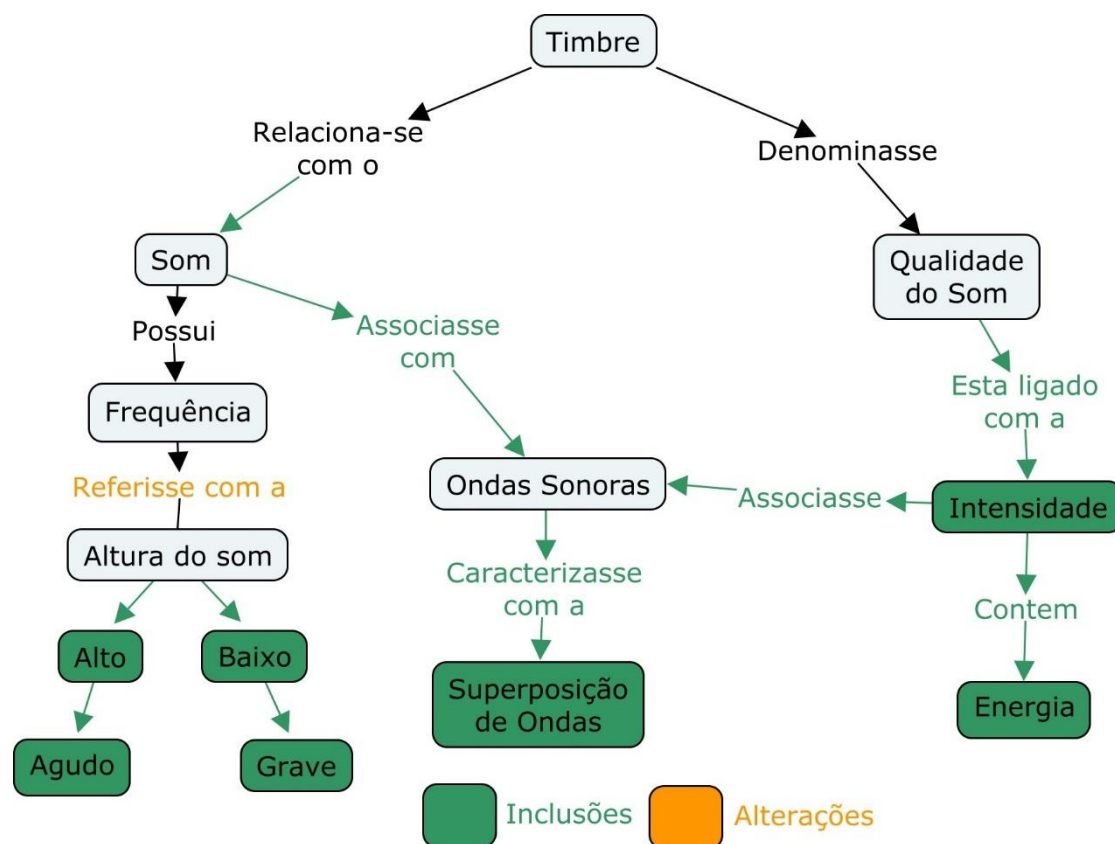 Timbre
Relaciona-se
com o
Denominasse
Som
Qualidade
do Som
Possui
Associasse
com
Frequência
Esta ligado
com a
Referisse com a
Ondas Sonoras
Associasse
Intensidade
Altura do som
Caracterizasse
com a
Contem
Alto
Baixo
Superposição
de Ondas
Energia
Agudo
Grave
Inclusões
Alterações